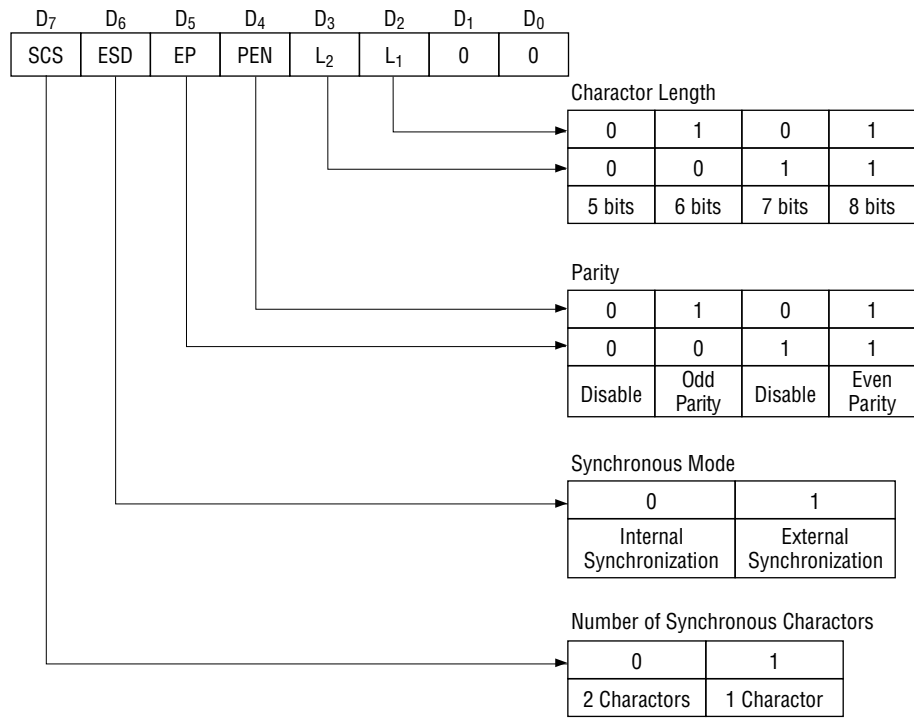 D7 D6 D5 D4 D3 D2 D1 D0
SCS ESD EP PEN L2 L1 0 0
Charactor Length
0 1 0 1
0 0 1 1
5 bits 6 bits 7 bits 8 bits
Parity
0 1 0 1
0 0 1 1
Disable Odd Parity Disable Even Parity
Synchronous Mode
0 1
Internal Synchronization External Synchronization
Number of Synchronous Charactors
0 1
2 Charactors 1 Charactor